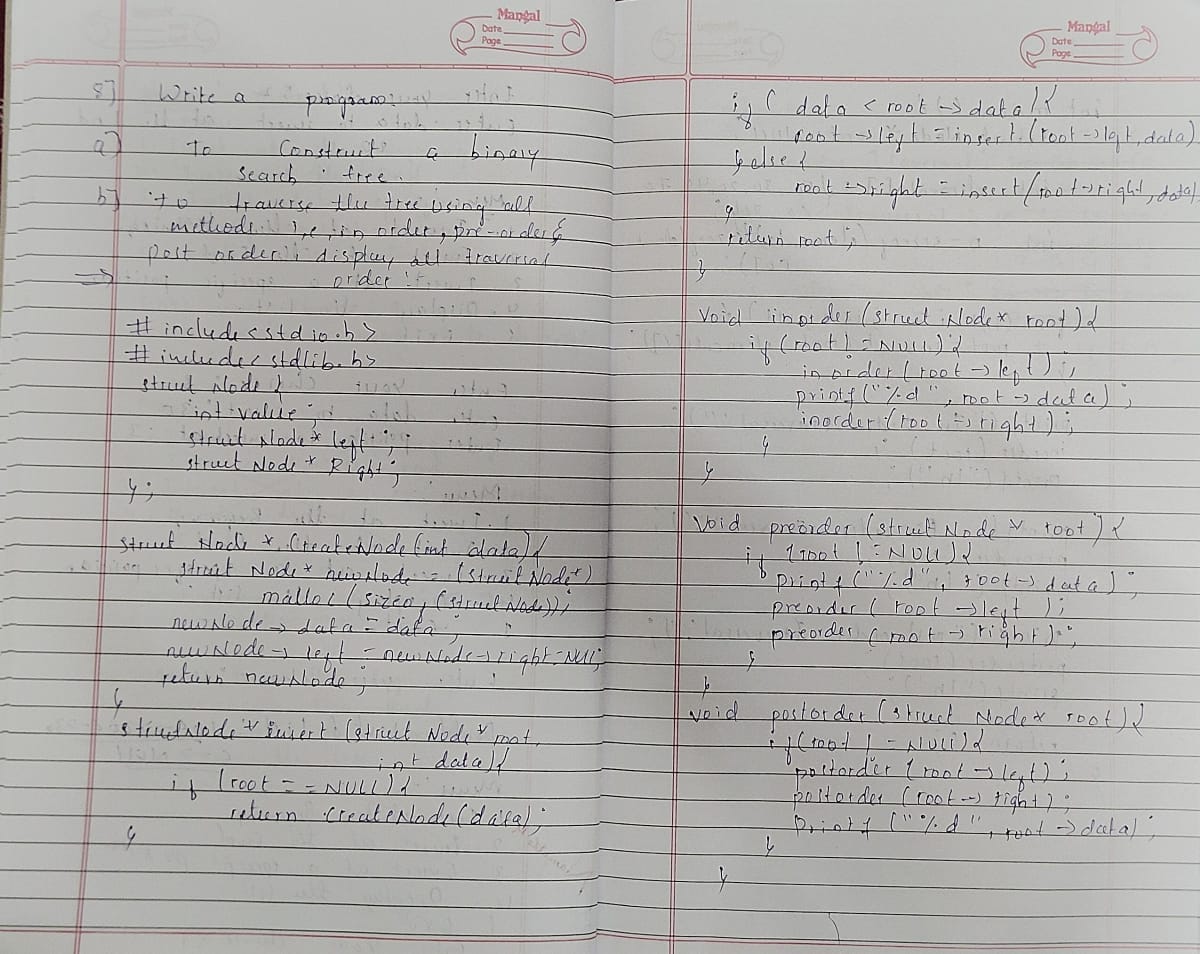 Mangal
Date
Page
8] Write a program:
a] To Construct a binary
search tree.
b] to traverse the tree using all
methods i.e, in order, pre-order &
post order; display all traversal
order :
=>
# include <stdio.h>
# include <stdlib.h>
struct Node {
int value;
struct Node* left;
struct Node* Right;
};
struct Node *. CreateNode (int data){
struct Node* newNode = (struct Node*)
malloc (sizeof (struct Node));
newNode -> data = data;
newNode -> left = newNode -> right = NULL;
return newNode;
}
struct Node * insert (struct Node * root,
int data){
if (root == NULL){
return CreateNode (data);
}
Mangal
Date
Page
if ( data < root -> data){
root -> left = insert (root -> left, data)
} else {
root -> right = insert (root -> right, data)
}
return root;
}
Void inorder (struct Node* root){
if (root != NULL){
inorder (root -> left);
printf ("%d", root -> data);
inorder (root -> right);
}
}
Void preorder (struct Node * root){
if (root != NULL){
printf ("%d", root -> data);
preorder ( root -> left );
preorder ( root -> right );
}
}
void postorder (struct Node* root){
if (root != NULL){
postorder (root -> left);
postorder (root -> right);
printf ("%d", root -> data);
}
}